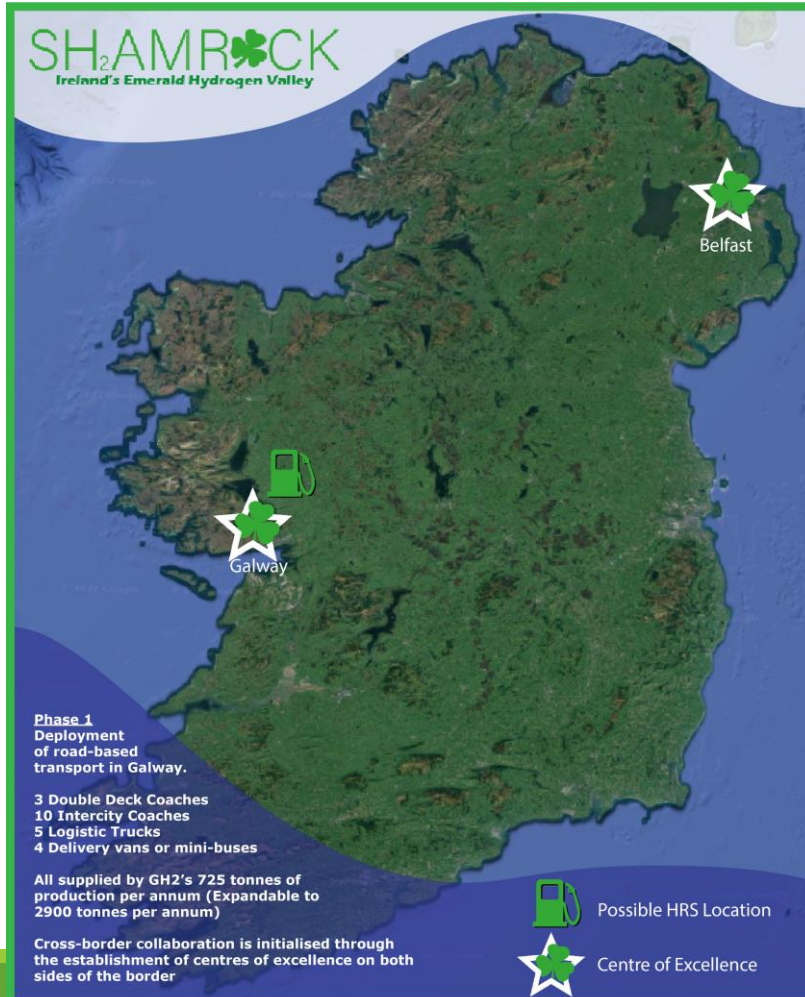 SH₂AMR☘CK
Ireland's Emerald Hydrogen Valley
Belfast
Galway
Phase 1
Deployment
of road-based
transport in Galway.
3 Double Deck Coaches
10 Intercity Coaches
5 Logistic Trucks
4 Delivery vans or mini-buses
All supplied by GH2's 725 tonnes of
production per annum (Expandable to
2900 tonnes per annum)
Cross-border collaboration is initialised through
the establishment of centres of excellence on both
sides of the border
Possible HRS Location
Centre of Excellence